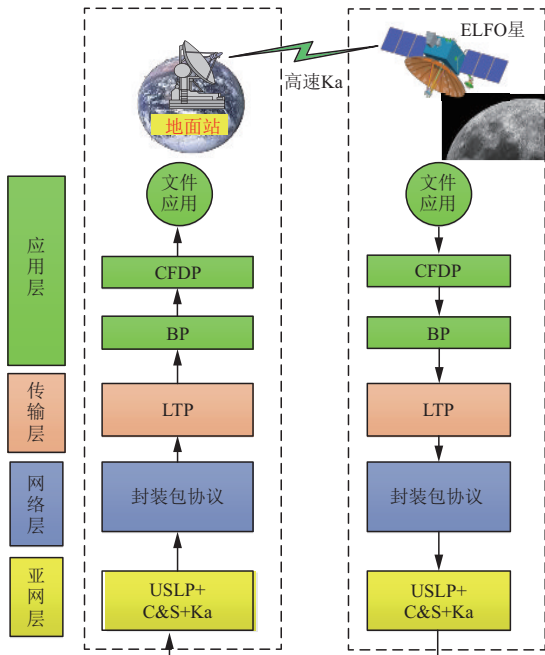 ELFO星
高速Ka
地面站
文件
应用
文件
应用
应用层
CFDP
CFDP
BP
BP
传输层
LTP
LTP
网络层
封装包协议
封装包协议
亚网层
USLP+
C&S+Ka
USLP+
C&S+Ka